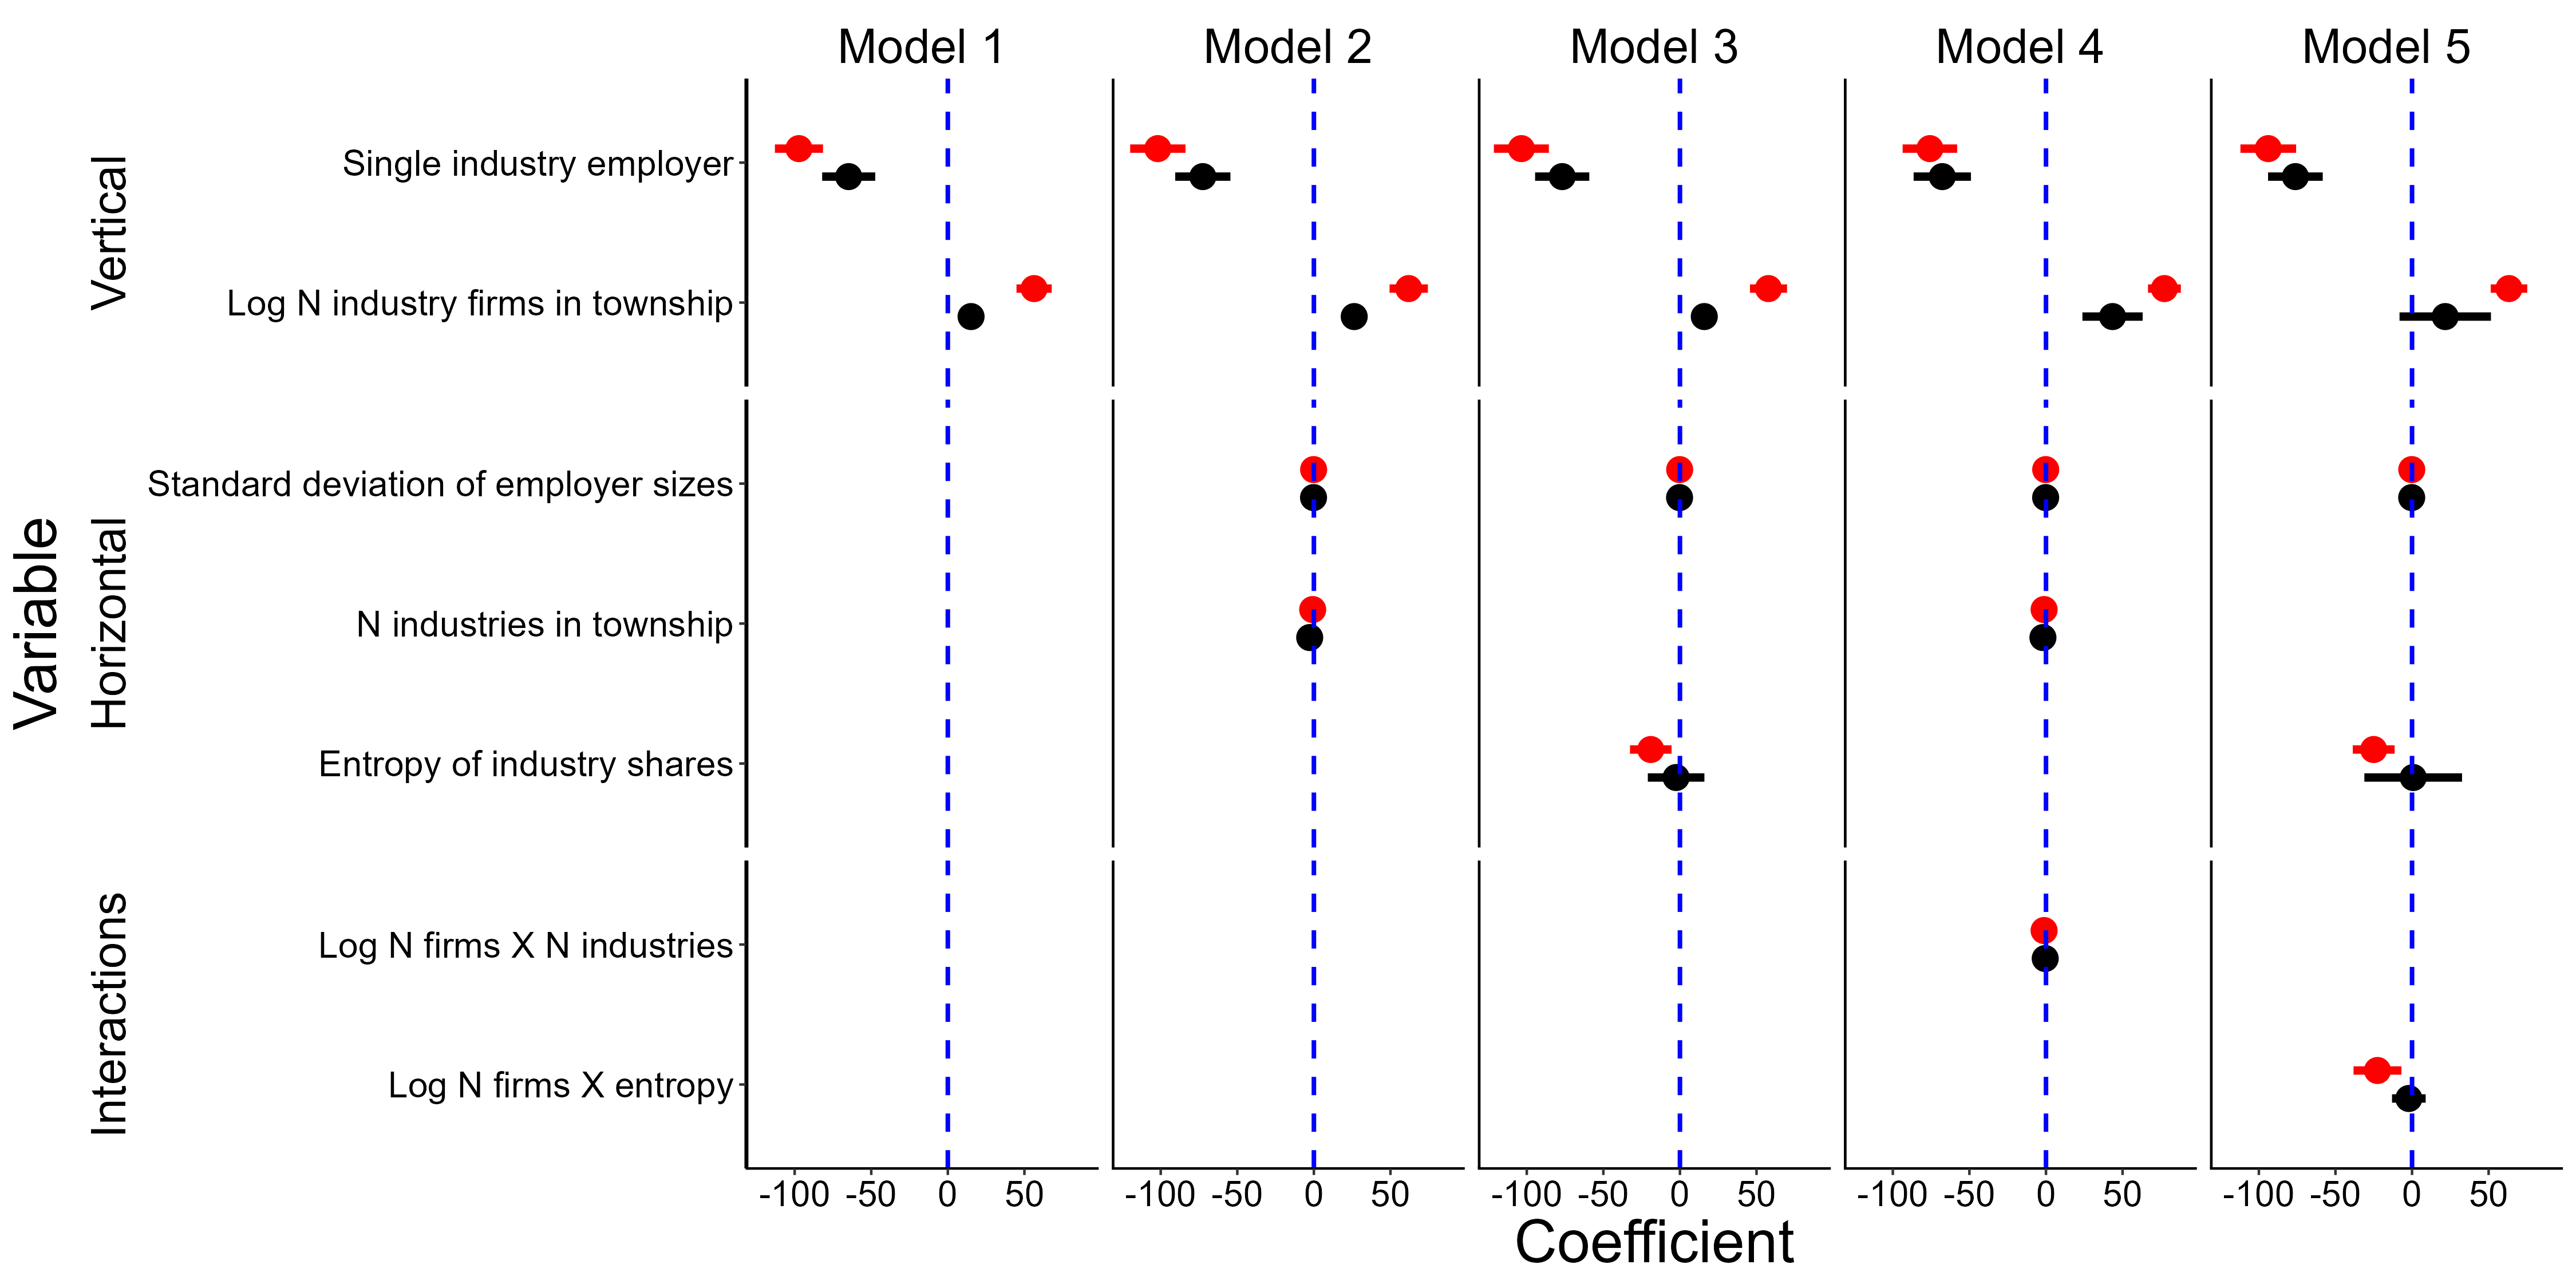 Model 1
Model 2
Model 3
Model 4
Model 5
Variable
Vertical
Single industry employer
Log N industry firms in township
Horizontal
Standard deviation of employer sizes
N industries in township
Entropy of industry shares
Interactions
Log N firms X N industries
Log N firms X entropy
-100 -50 0 50
-100 -50 0 50
-100 -50 0 50
-100 -50 0 50
-100 -50 0 50
Coefficient